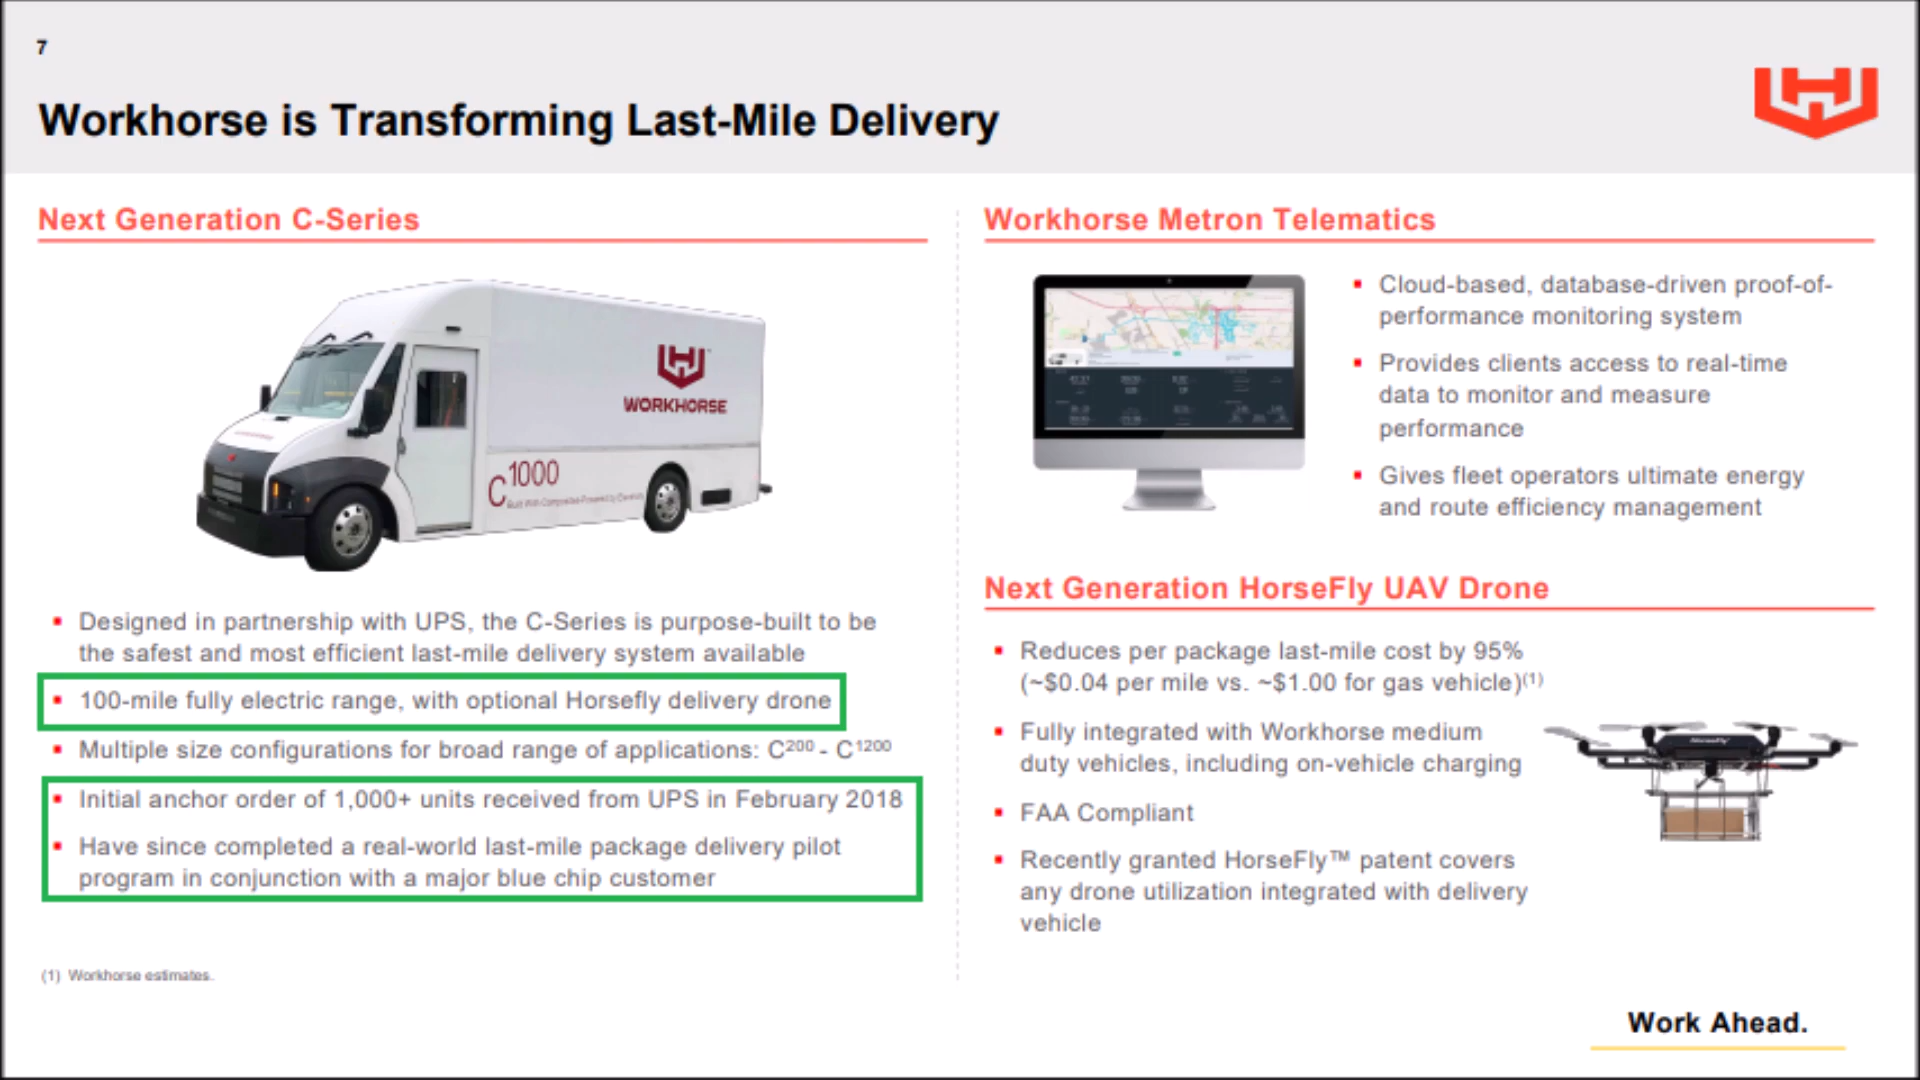 7
Workhorse is Transforming Last-Mile Delivery
Next Generation C-Series
WORKHORSE
C1000
Built With Composites-Powered by Electricity
Designed in partnership with UPS, the C-Series is purpose-built to be
the safest and most efficient last-mile delivery system available
100-mile fully electric range, with optional Horsefly delivery drone
Multiple size configurations for broad range of applications: C200 - C1200
Initial anchor order of 1,000+ units received from UPS in February 2018
Have since completed a real-world last-mile package delivery pilot
program in conjunction with a major blue chip customer
(1) Workhorse estimates.
Workhorse Metron Telematics
Cloud-based, database-driven proof-of-
performance monitoring system
Provides clients access to real-time
data to monitor and measure
performance
Gives fleet operators ultimate energy
and route efficiency management
Next Generation HorseFly UAV Drone
Reduces per package last-mile cost by 95%
(~$0.04 per mile vs. ~$1.00 for gas vehicle)(1)
Fully integrated with Workhorse medium
duty vehicles, including on-vehicle charging
FAA Compliant
Recently granted HorseFly™ patent covers
any drone utilization integrated with delivery
vehicle
HorseFly
Work Ahead.